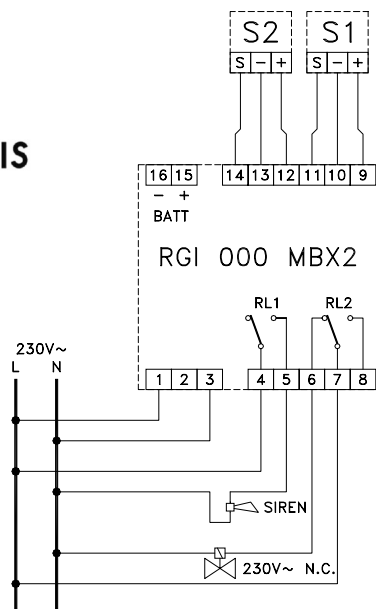 S2 S1
S − + S − +
IS
16 15 14 13 12 11 10 9
− +
BATT
RGI 000 MBX2
RL1 RL2
230V~
L N
1 2 3 4 5 6 7 8
SIREN
230V~ N.C.